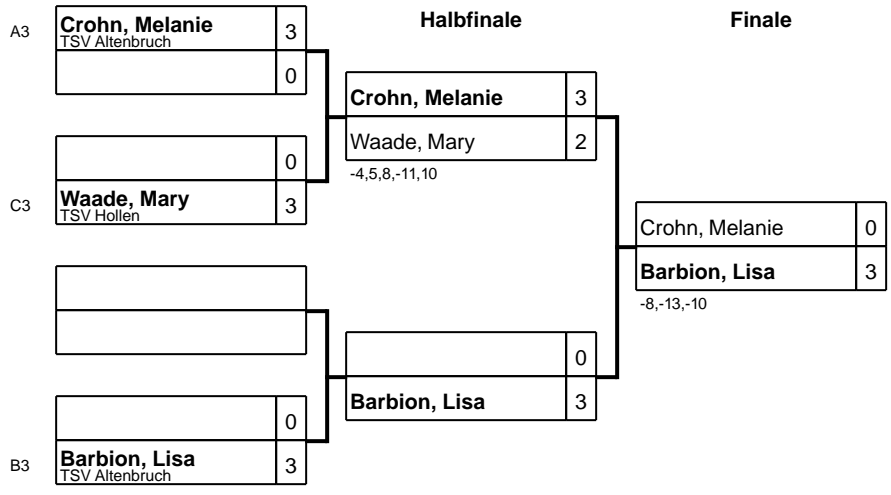 Halbfinale
Finale
A3
Crohn, Melanie 3
TSV Altenbruch
0
0
C3
Waade, Mary 3
TSV Hollen
0
B3
Barbion, Lisa 3
TSV Altenbruch
Crohn, Melanie 3
Waade, Mary 2
-4,5,8,-11,10
0
Barbion, Lisa 3
Crohn, Melanie 0
Barbion, Lisa 3
-8,-13,-10